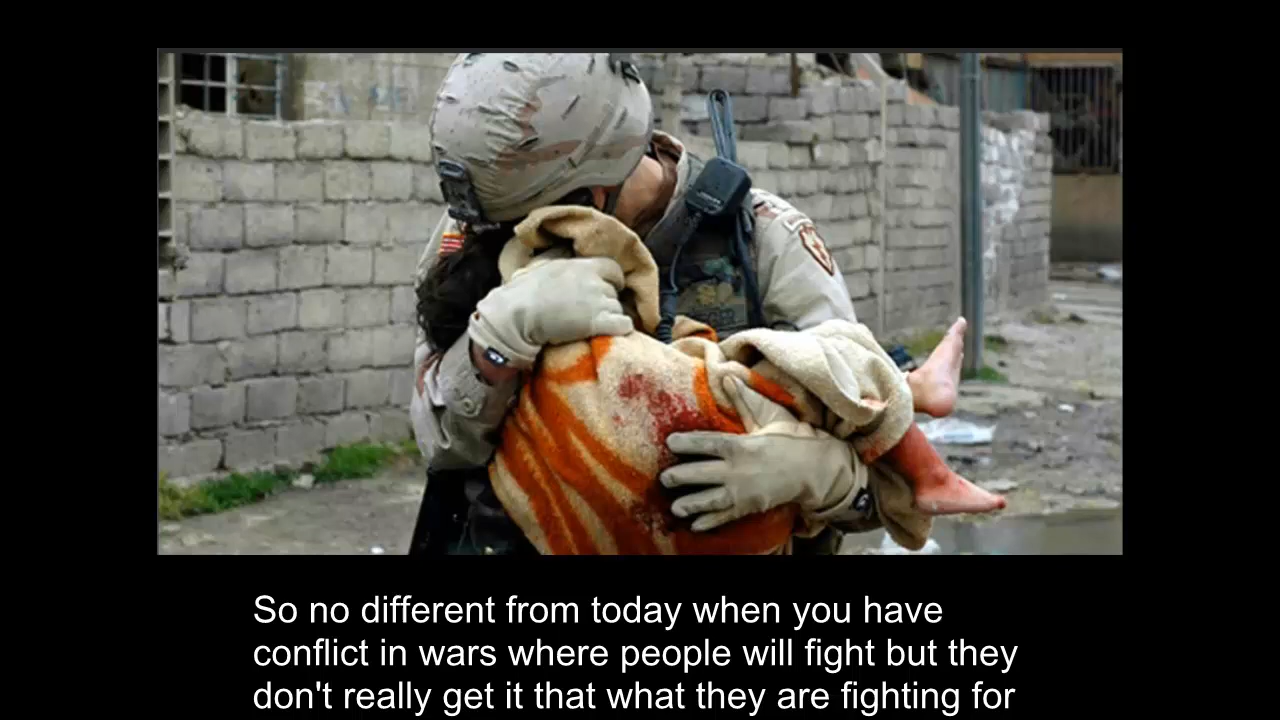 So no different from today when you have
conflict in wars where people will fight but they
don't really get it that what they are fighting for